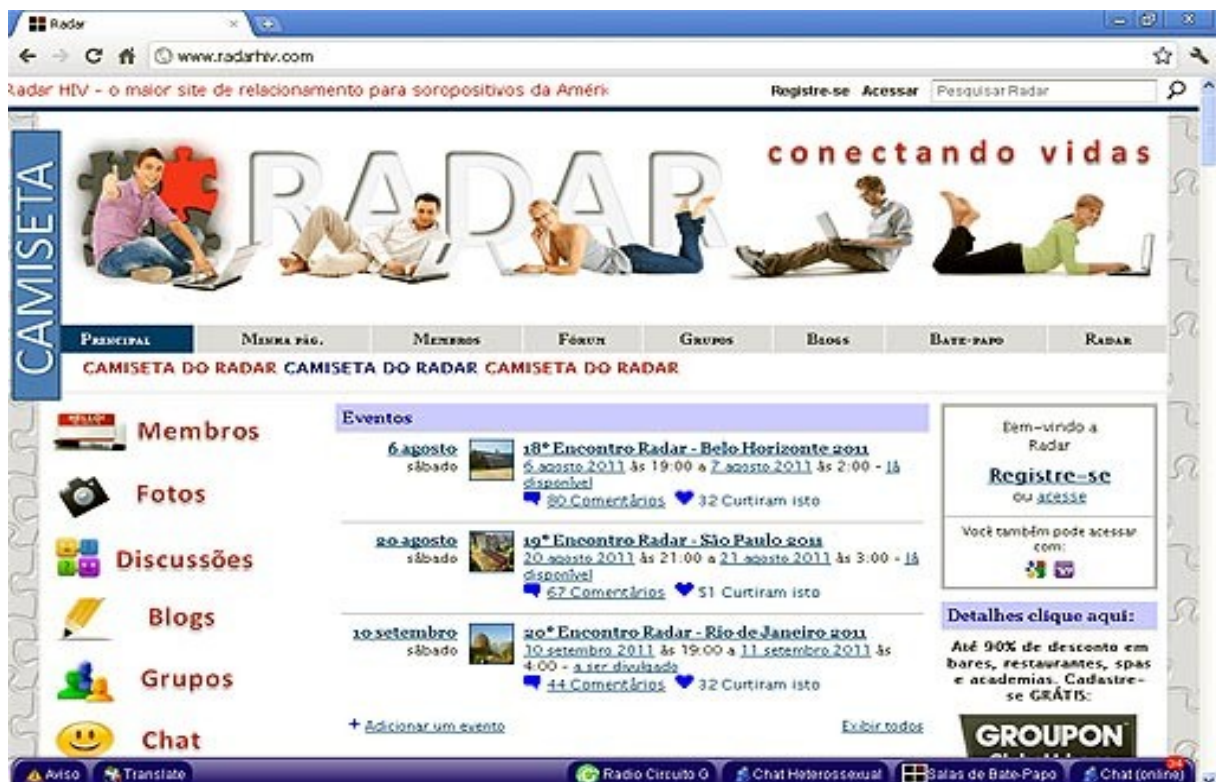 Radar
www.radarhiv.com
Radar HIV - o maior site de relacionamento para soropositivos da Améri
Registre-se Acessar Pesquisar Radar
CAMISETA
RADAR
conectando vidas
Principal Minha pág. Membros Fórum Grupos Blogs Bate-papo Radar
CAMISETA DO RADAR CAMISETA DO RADAR CAMISETA DO RADAR
HELLO!
Membros
Fotos
Discussões
Blogs
Grupos
Chat
Eventos
6 agosto
sábado
18º Encontro Radar - Belo Horizonte 2011
6 agosto 2011 às 19:00 a 7 agosto 2011 às 2:00 - Já
disponível
80 Comentários 32 Curtiram isto
20 agosto
sábado
19º Encontro Radar - São Paulo 2011
20 agosto 2011 às 21:00 a 21 agosto 2011 às 3:00 - Já
disponível
67 Comentários 51 Curtiram isto
10 setembro
sábado
20º Encontro Radar - Rio de Janeiro 2011
10 setembro 2011 às 19:00 a 11 setembro 2011 às
4:00 - a ser divulgado
44 Comentários 32 Curtiram isto
+ Adicionar um evento
Exibir todos
Bem-vindo a
Radar
Registre-se
ou acesse
Você também pode acessar
com:
Detalhes clique aqui:
Até 90% de desconto em
bares, restaurantes, spas
e academias. Cadastre-
se GRÁTIS:
GROUPON
Aviso Translate Radio Circuito G Chat Heterossexual Salas de Bate-Papo Chat (online)